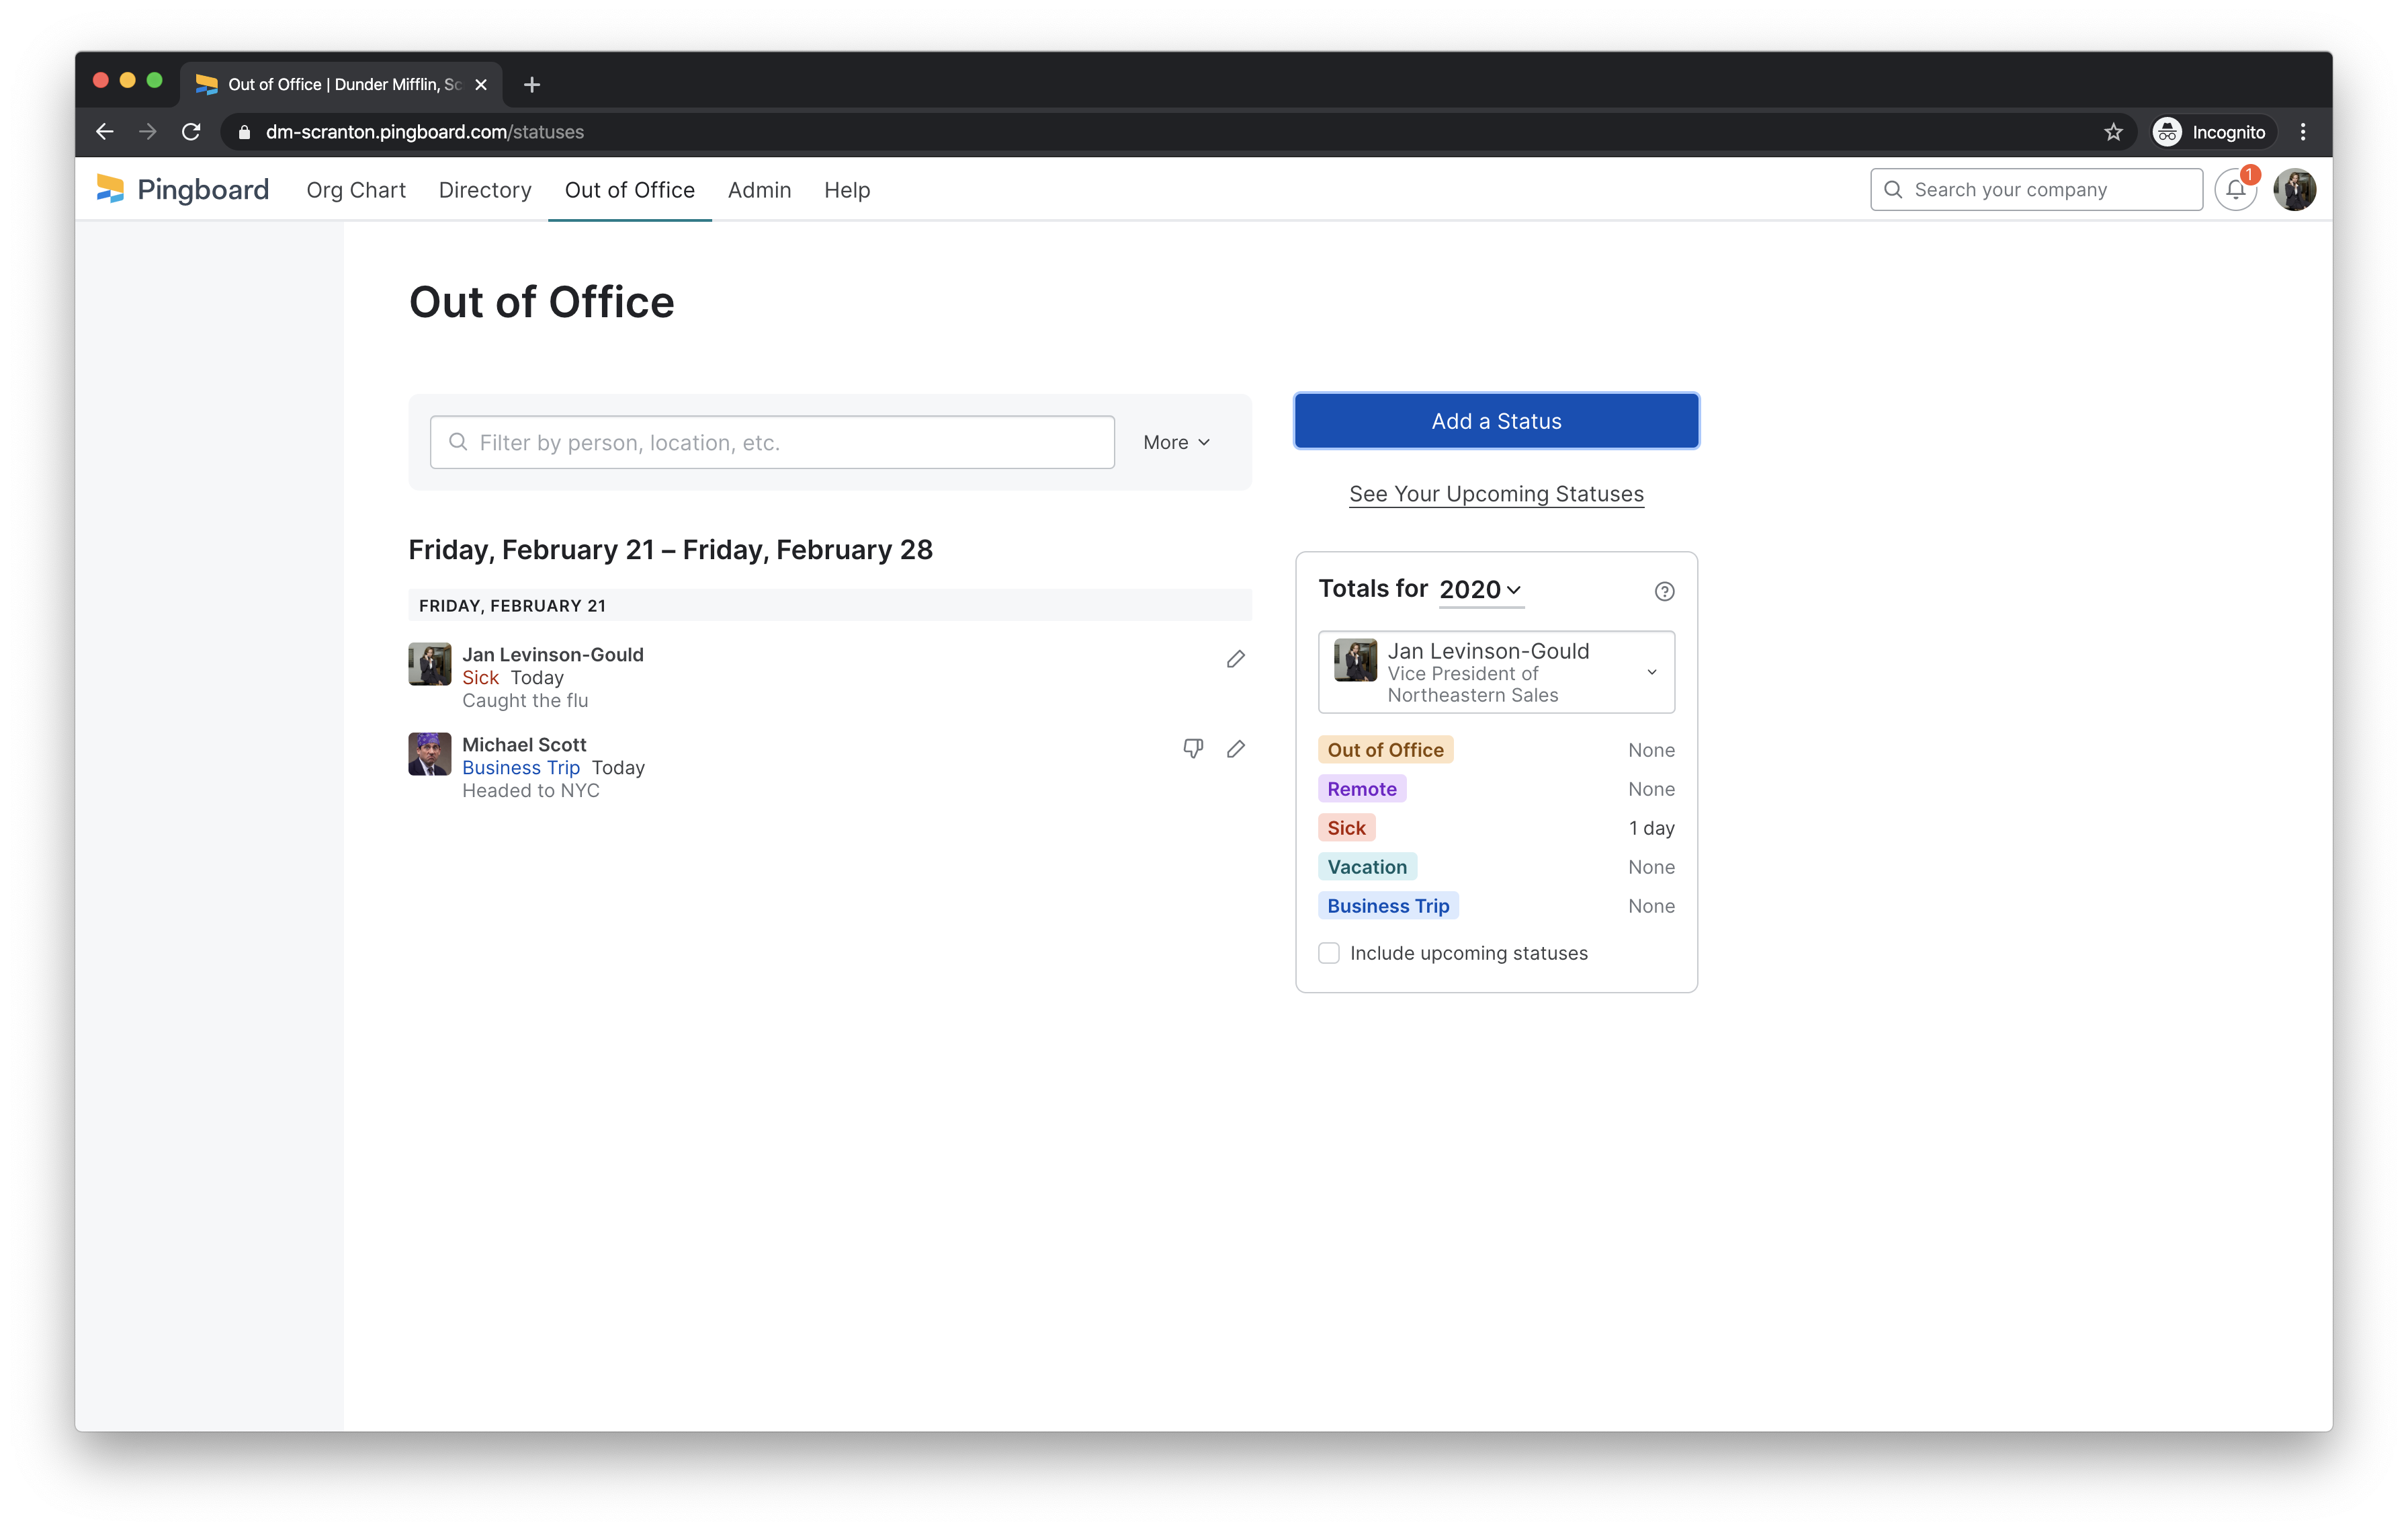 Out of Office | Dunder Mifflin, Sc
dm-scranton.pingboard.com/statuses
Incognito
Pingboard
Org Chart
Directory
Out of Office
Admin
Help
Search your company
1
Out of Office
Filter by person, location, etc.
More
Add a Status
See Your Upcoming Statuses
Friday, February 21 – Friday, February 28
FRIDAY, FEBRUARY 21
Jan Levinson-Gould
Sick Today
Caught the flu
Michael Scott
Business Trip Today
Headed to NYC
Totals for 2020
?
Jan Levinson-Gould
Vice President of
Northeastern Sales
Out of Office None
Remote None
Sick 1 day
Vacation None
Business Trip None
Include upcoming statuses